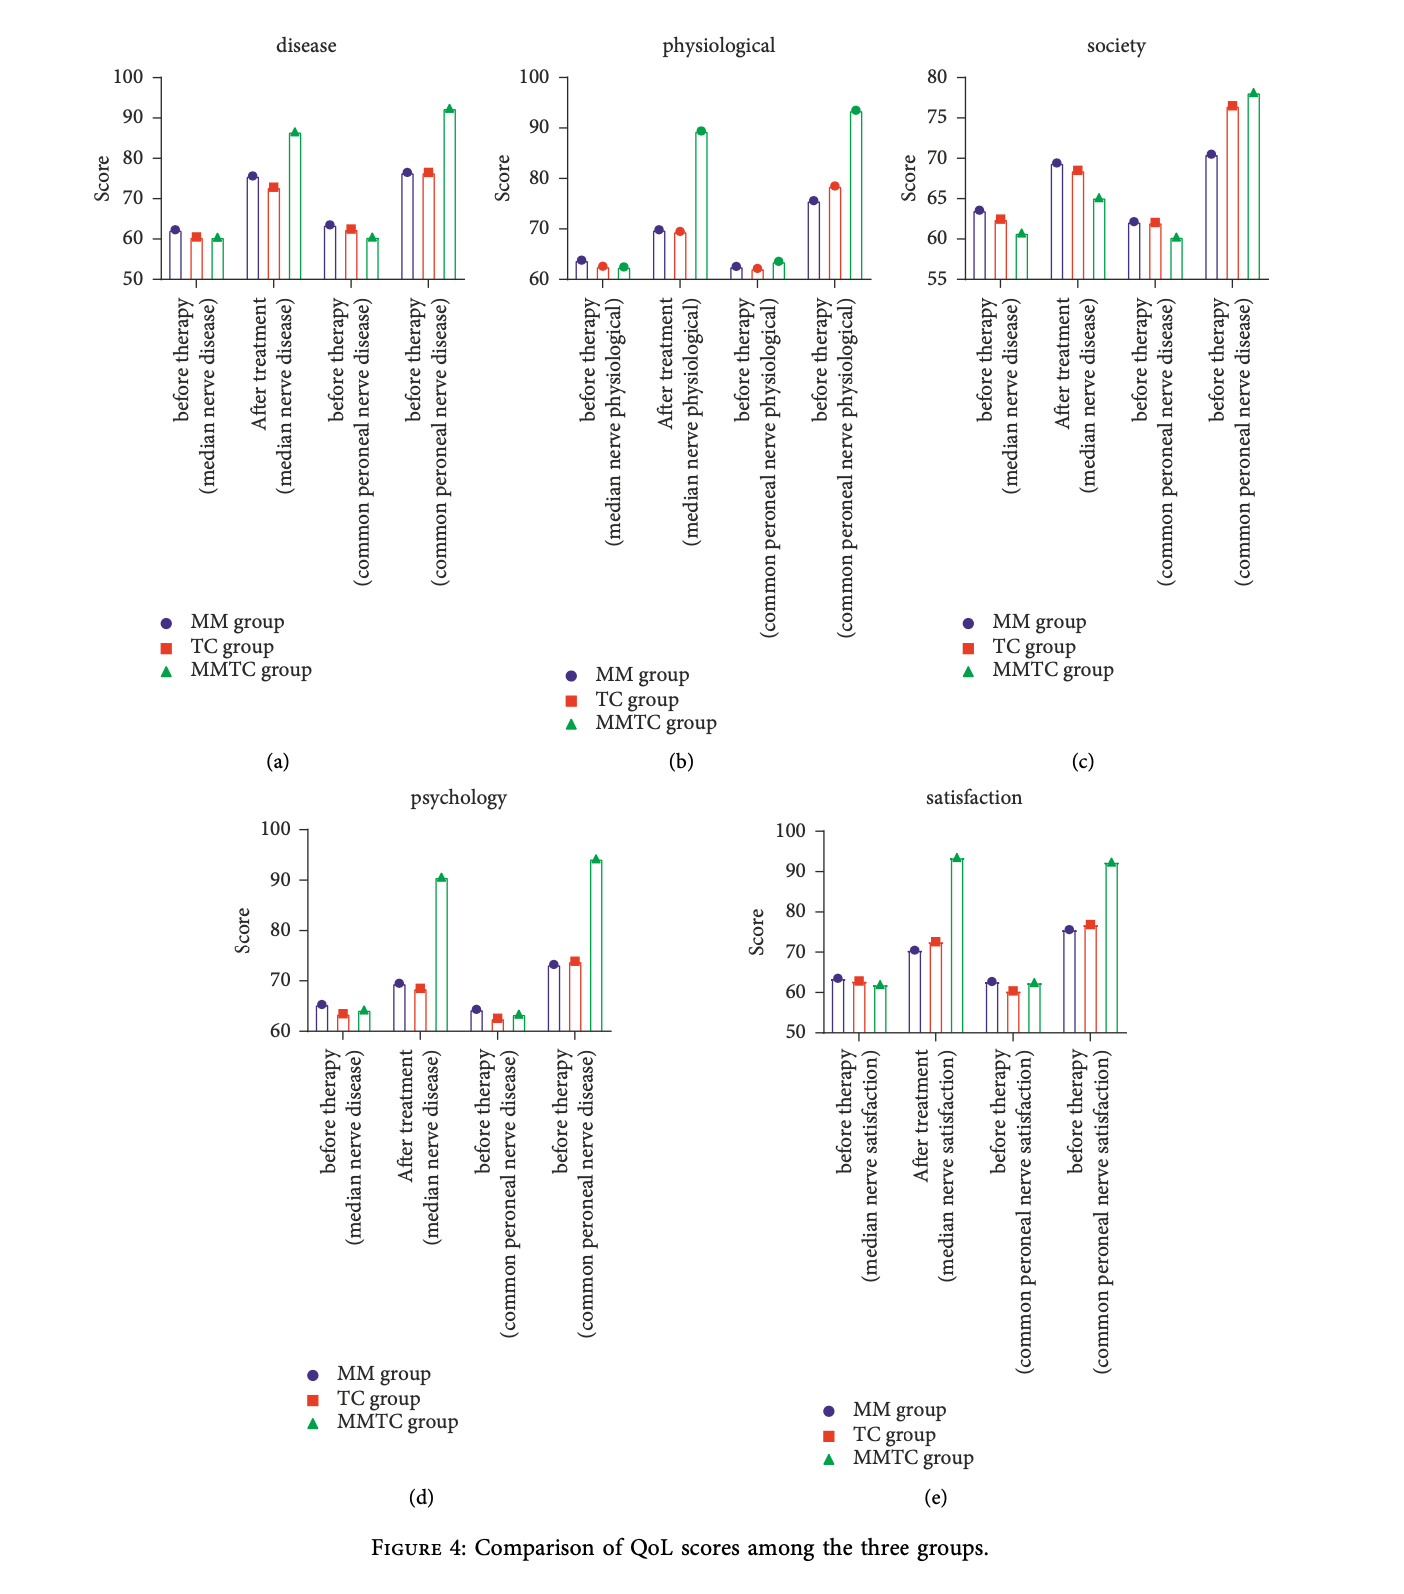 disease
100
90
80
70
60
50
Score
before therapy
(median nerve disease)
After treatment
(median nerve disease)
before therapy
(common peroneal nerve disease)
before therapy
(common peroneal nerve disease)
MM group
TC group
MMTC group
(a)
physiological
100
90
80
70
60
Score
before therapy
(median nerve physiological)
After treatment
(median nerve physiological)
before therapy
(common peroneal nerve physiological)
before therapy
(common peroneal nerve physiological)
MM group
TC group
MMTC group
(b)
society
80
75
70
65
60
55
Score
before therapy
(median nerve disease)
After treatment
(median nerve disease)
before therapy
(common peroneal nerve disease)
before therapy
(common peroneal nerve disease)
MM group
TC group
MMTC group
(c)
psychology
100
90
80
70
60
Score
before therapy
(median nerve disease)
After treatment
(median nerve disease)
before therapy
(common peroneal nerve disease)
before therapy
(common peroneal nerve disease)
MM group
TC group
MMTC group
(d)
satisfaction
100
90
80
70
60
50
Score
before therapy
(median nerve satisfaction)
After treatment
(median nerve satisfaction)
before therapy
(common peroneal nerve satisfaction)
before therapy
(common peroneal nerve satisfaction)
MM group
TC group
MMTC group
(e)
FIGURE 4: Comparison of QoL scores among the three groups.